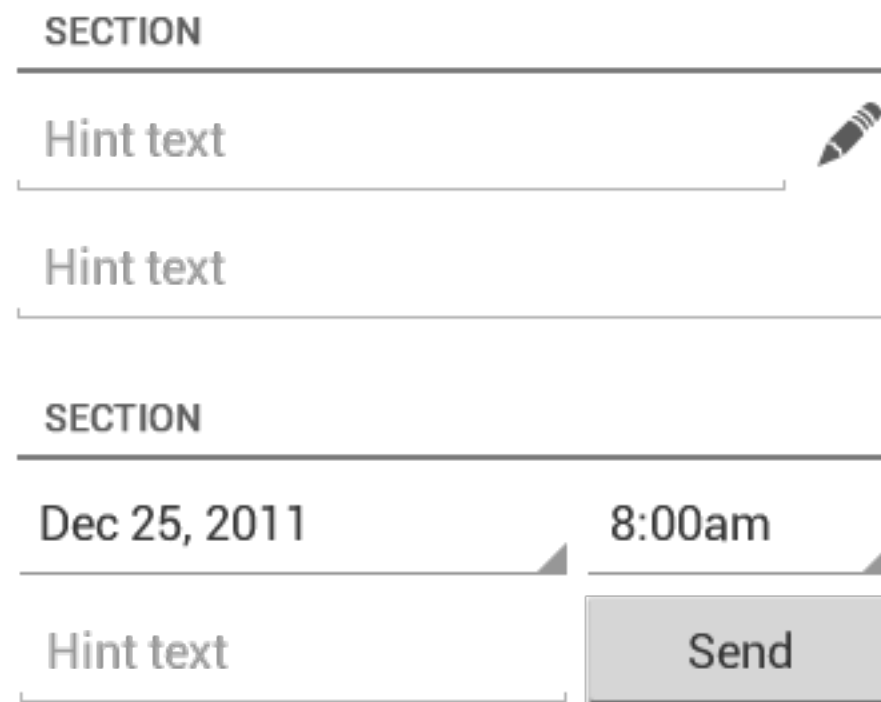 SECTION
Hint text
Hint text
SECTION
Dec 25, 2011 8:00am
Hint text Send